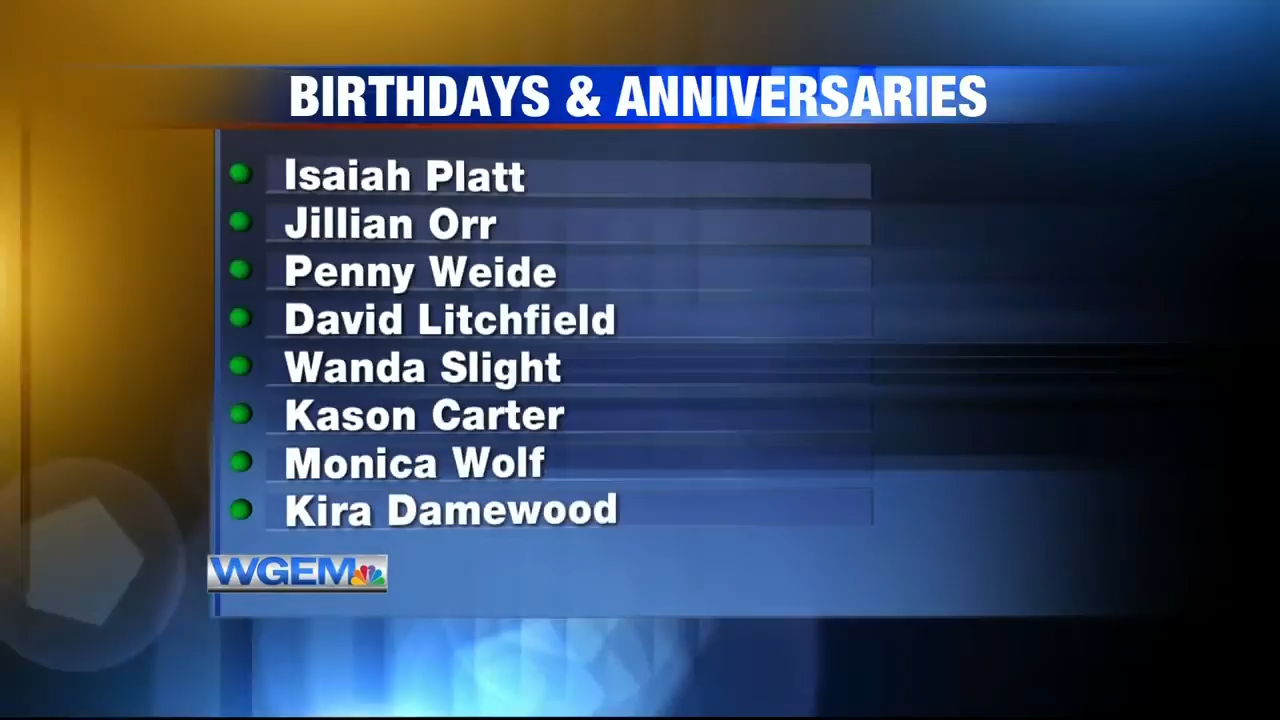 BIRTHDAYS & ANNIVERSARIES
Isaiah Platt
Jillian Orr
Penny Weide
David Litchfield
Wanda Slight
Kason Carter
Monica Wolf
Kira Damewood
WGEM